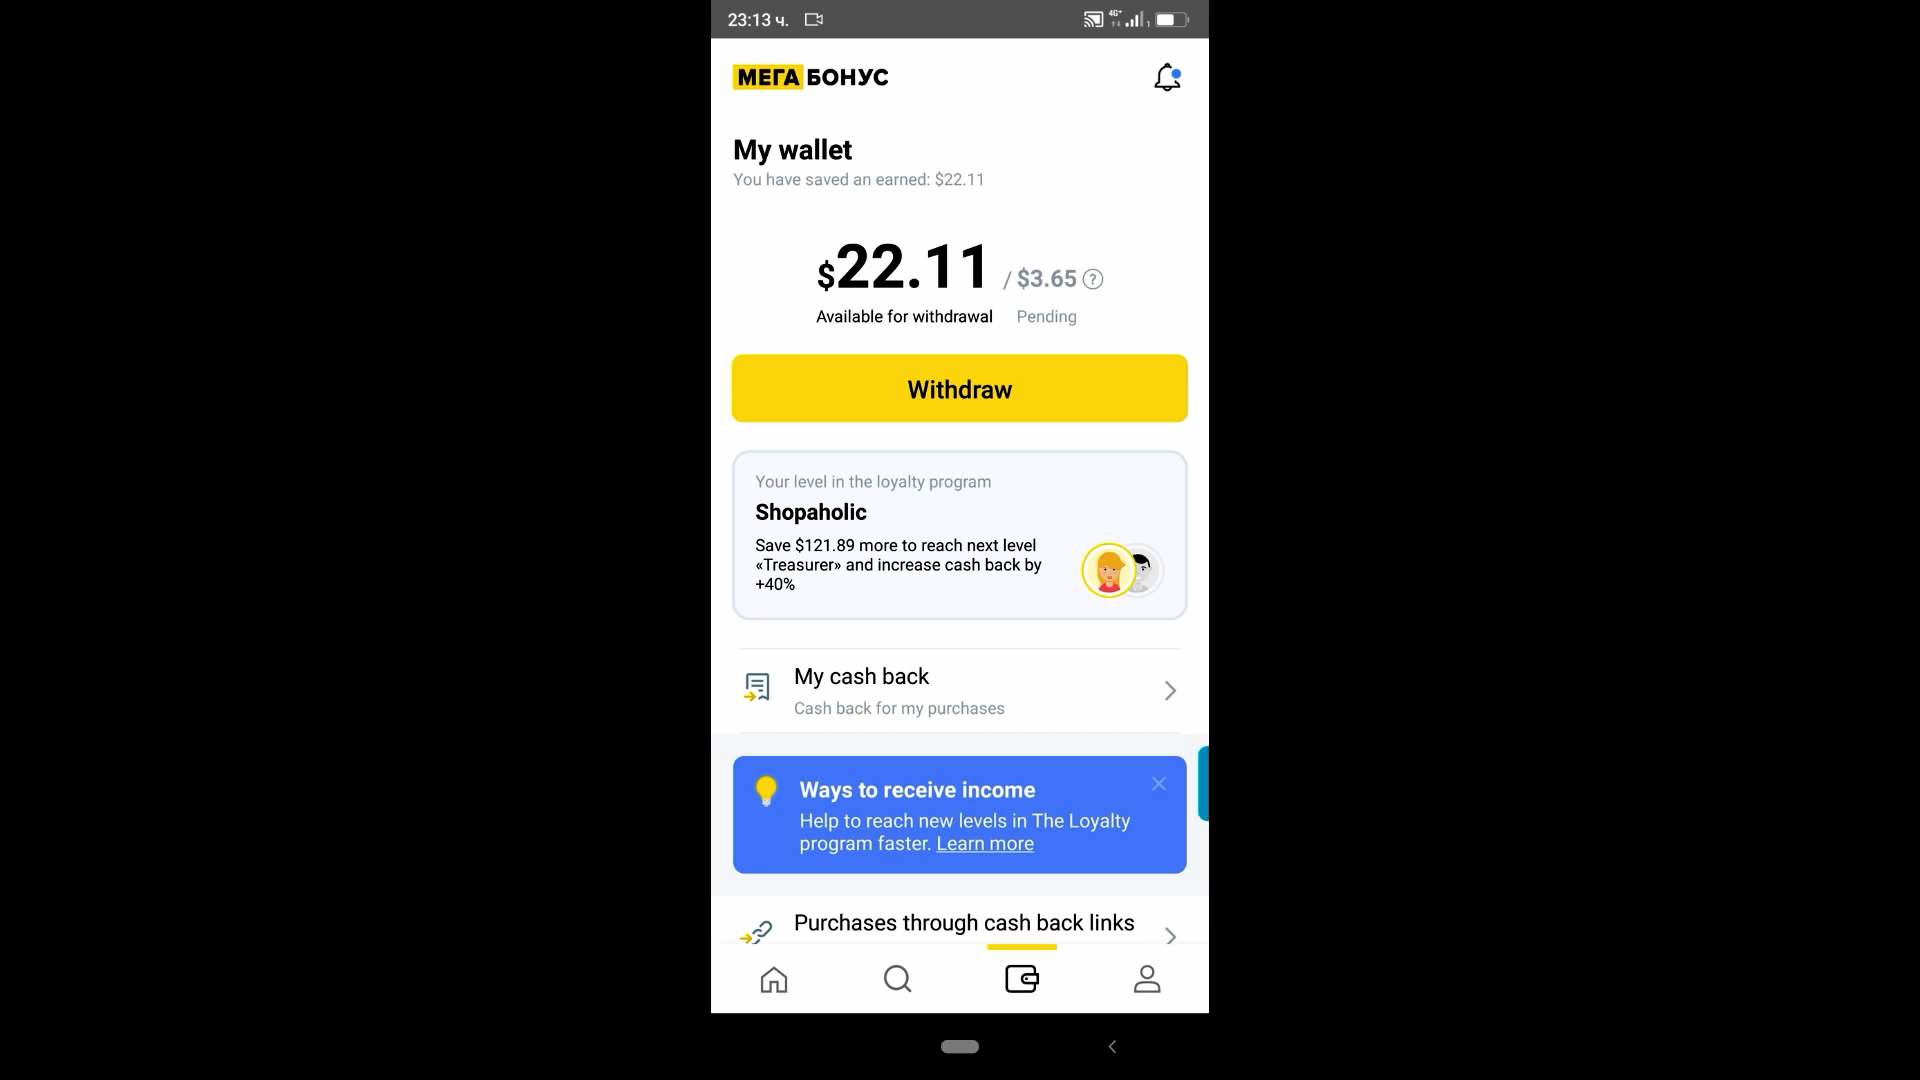 23:13 ч.
4G+
1
МЕГА БОНУС
My wallet
You have saved an earned: $22.11
$22.11 / $3.65 ?
Available for withdrawal Pending
Withdraw
Your level in the loyalty program
Shopaholic
Save $121.89 more to reach next level
«Treasurer» and increase cash back by
+40%
My cash back
Cash back for my purchases
Ways to receive income
Help to reach new levels in The Loyalty
program faster. Learn more
Purchases through cash back links